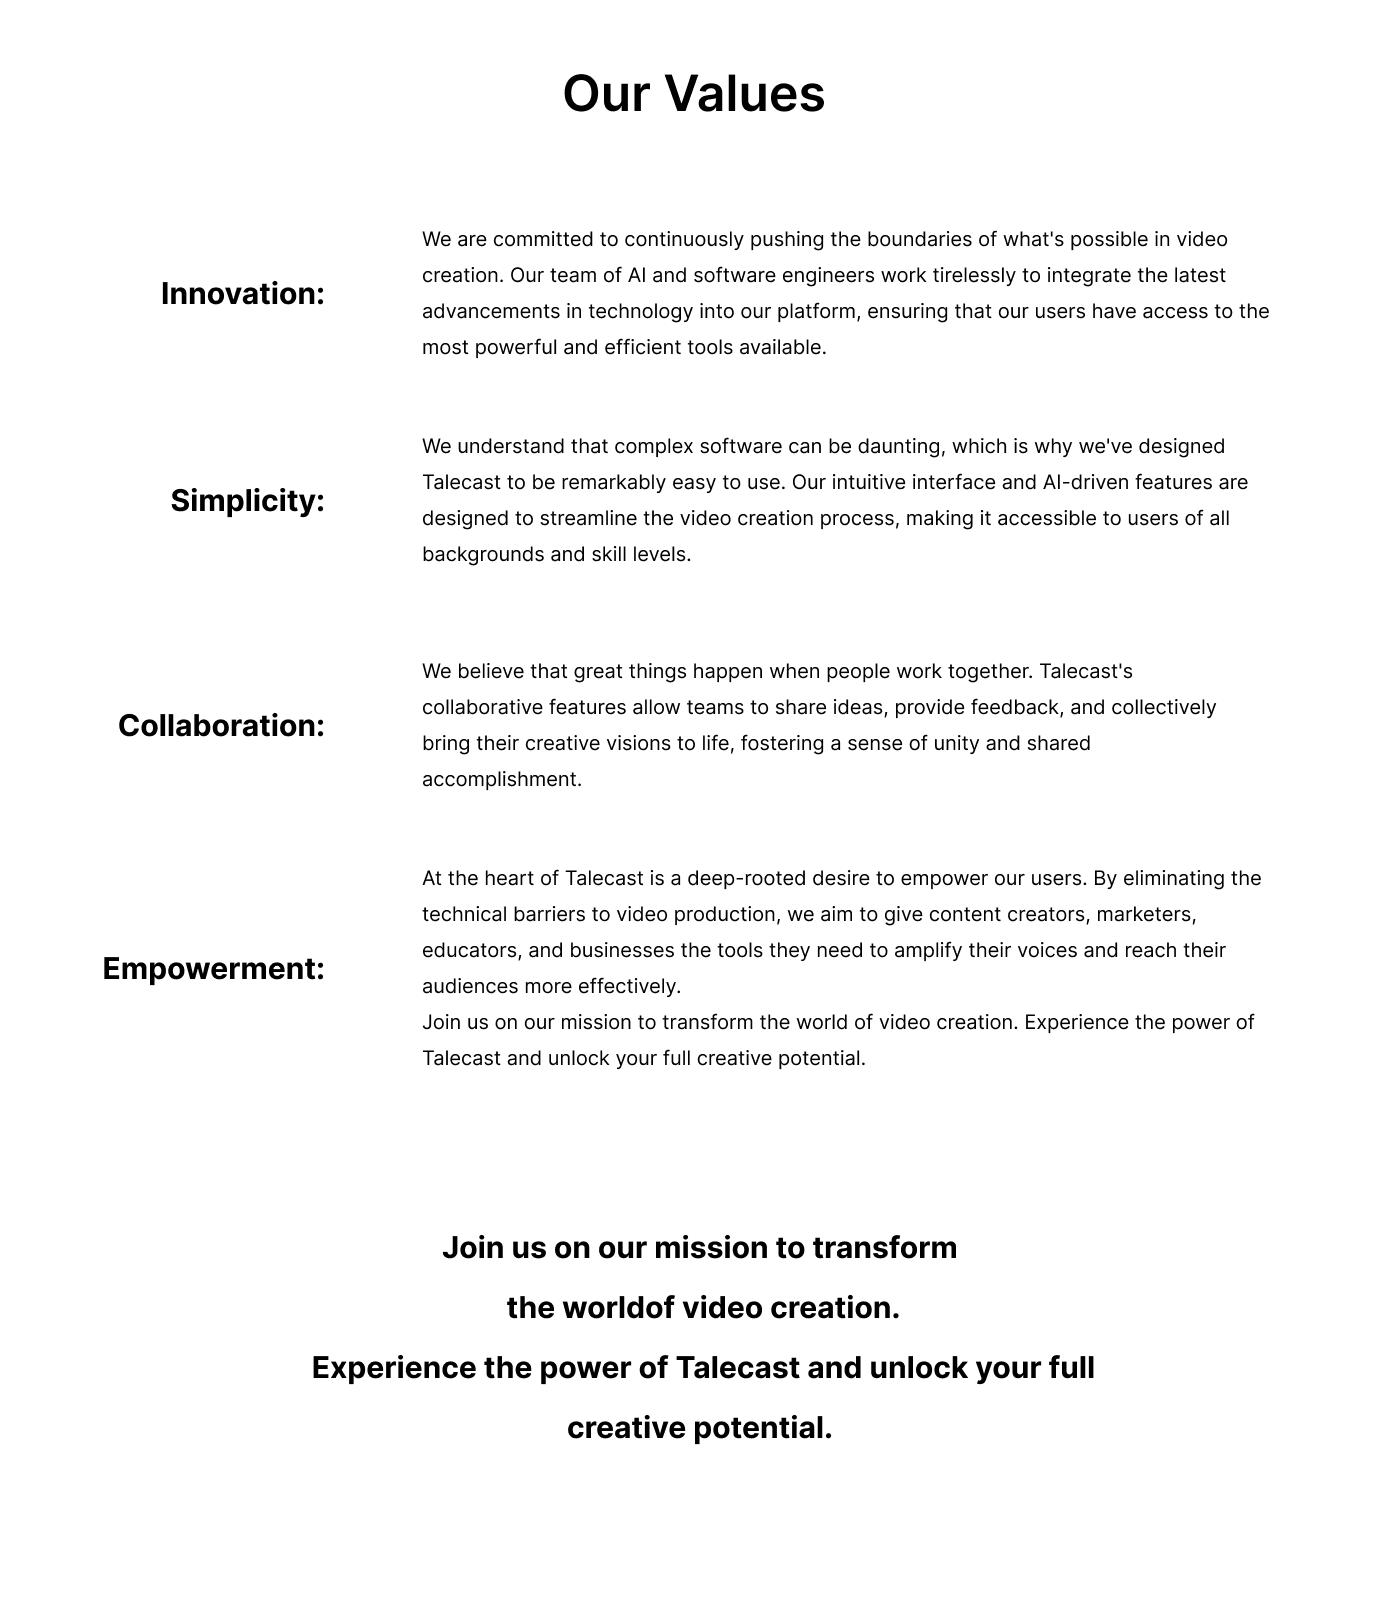 Our Values
Innovation:
We are committed to continuously pushing the boundaries of what's possible in video
creation. Our team of AI and software engineers work tirelessly to integrate the latest
advancements in technology into our platform, ensuring that our users have access to the
most powerful and efficient tools available.
Simplicity:
We understand that complex software can be daunting, which is why we've designed
Talecast to be remarkably easy to use. Our intuitive interface and AI-driven features are
designed to streamline the video creation process, making it accessible to users of all
backgrounds and skill levels.
Collaboration:
We believe that great things happen when people work together. Talecast's
collaborative features allow teams to share ideas, provide feedback, and collectively
bring their creative visions to life, fostering a sense of unity and shared
accomplishment.
Empowerment:
At the heart of Talecast is a deep-rooted desire to empower our users. By eliminating the
technical barriers to video production, we aim to give content creators, marketers,
educators, and businesses the tools they need to amplify their voices and reach their
audiences more effectively.
Join us on our mission to transform the world of video creation. Experience the power of
Talecast and unlock your full creative potential.
Join us on our mission to transform
the worldof video creation.
Experience the power of Talecast and unlock your full
creative potential.